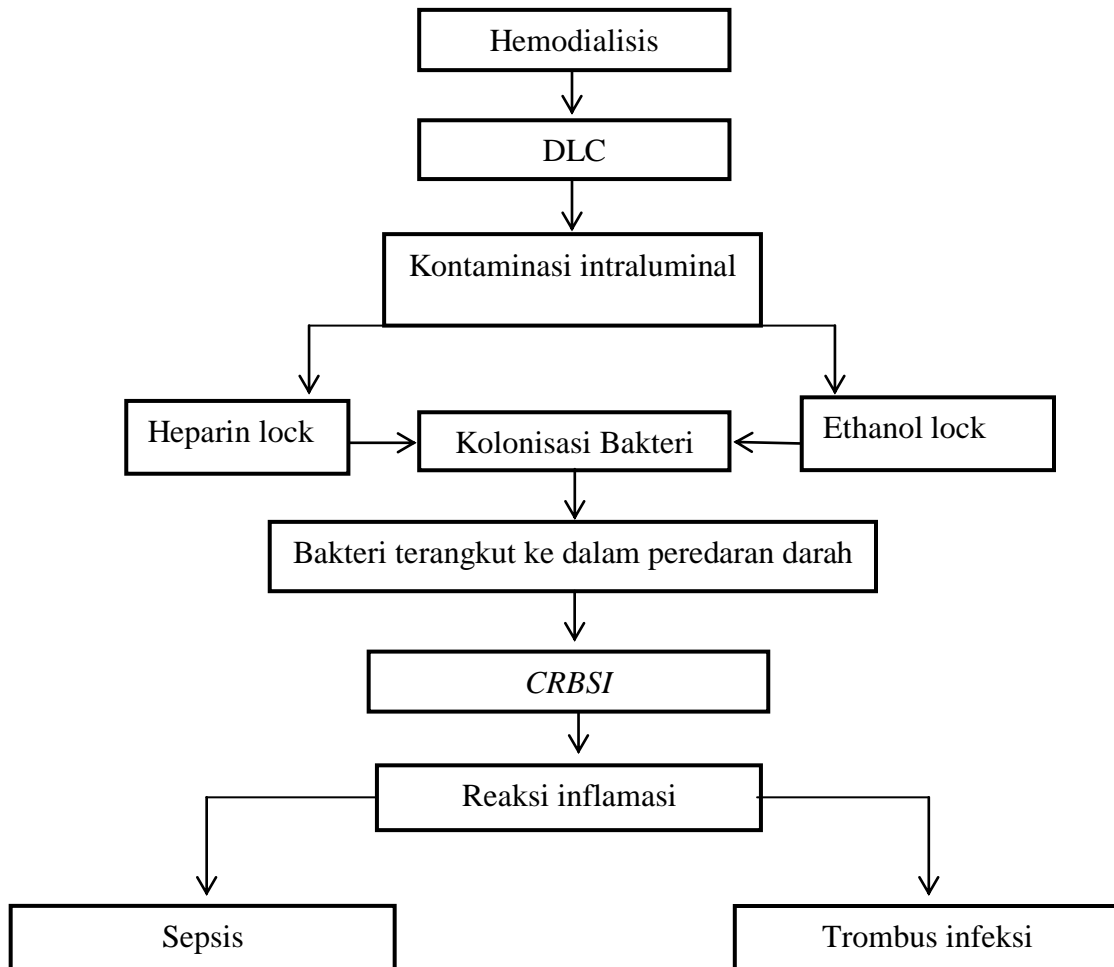 Hemodialisis
DLC
Kontaminasi intraluminal
Heparin lock
Kolonisasi Bakteri
Ethanol lock
Bakteri terangkut ke dalam peredaran darah
CRBSI
Reaksi inflamasi
Sepsis
Trombus infeksi